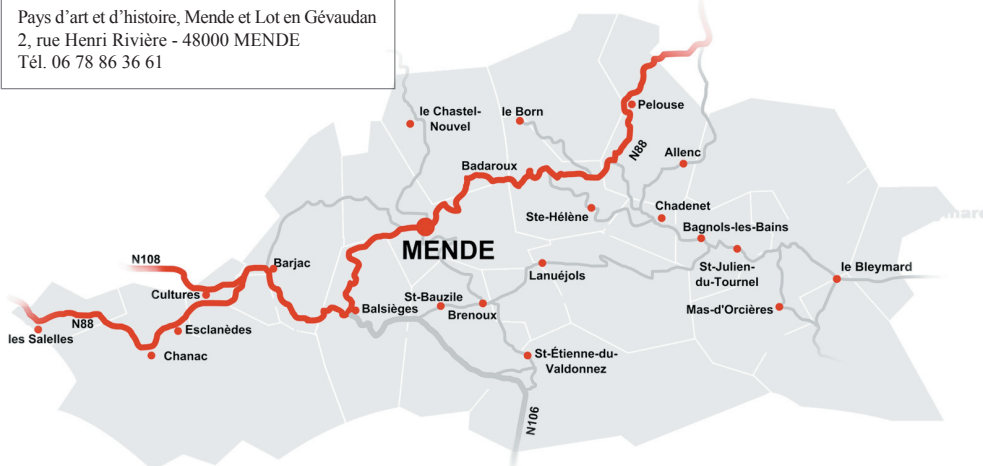 Pays d'art et d'histoire, Mende et Lot en Gévaudan
2, rue Henri Rivière - 48000 MENDE
Tél. 06 78 86 36 61
le Chastel-
Nouvel
le Born
Pelouse
N88
Allenc
Badaroux
Ste-Hélène
Chadenet
Bagnols-les-Bains
MENDE
N108
Barjac
Lanuéjols
St-Julien-
du-Tournel
le Bleymard
Cultures
Balsièges
St-Bauzile
Brenoux
Mas-d'Orcières
N88
Esclanèdes
les Salelles
Chanac
St-Étienne-du-
Valdonnez
N106